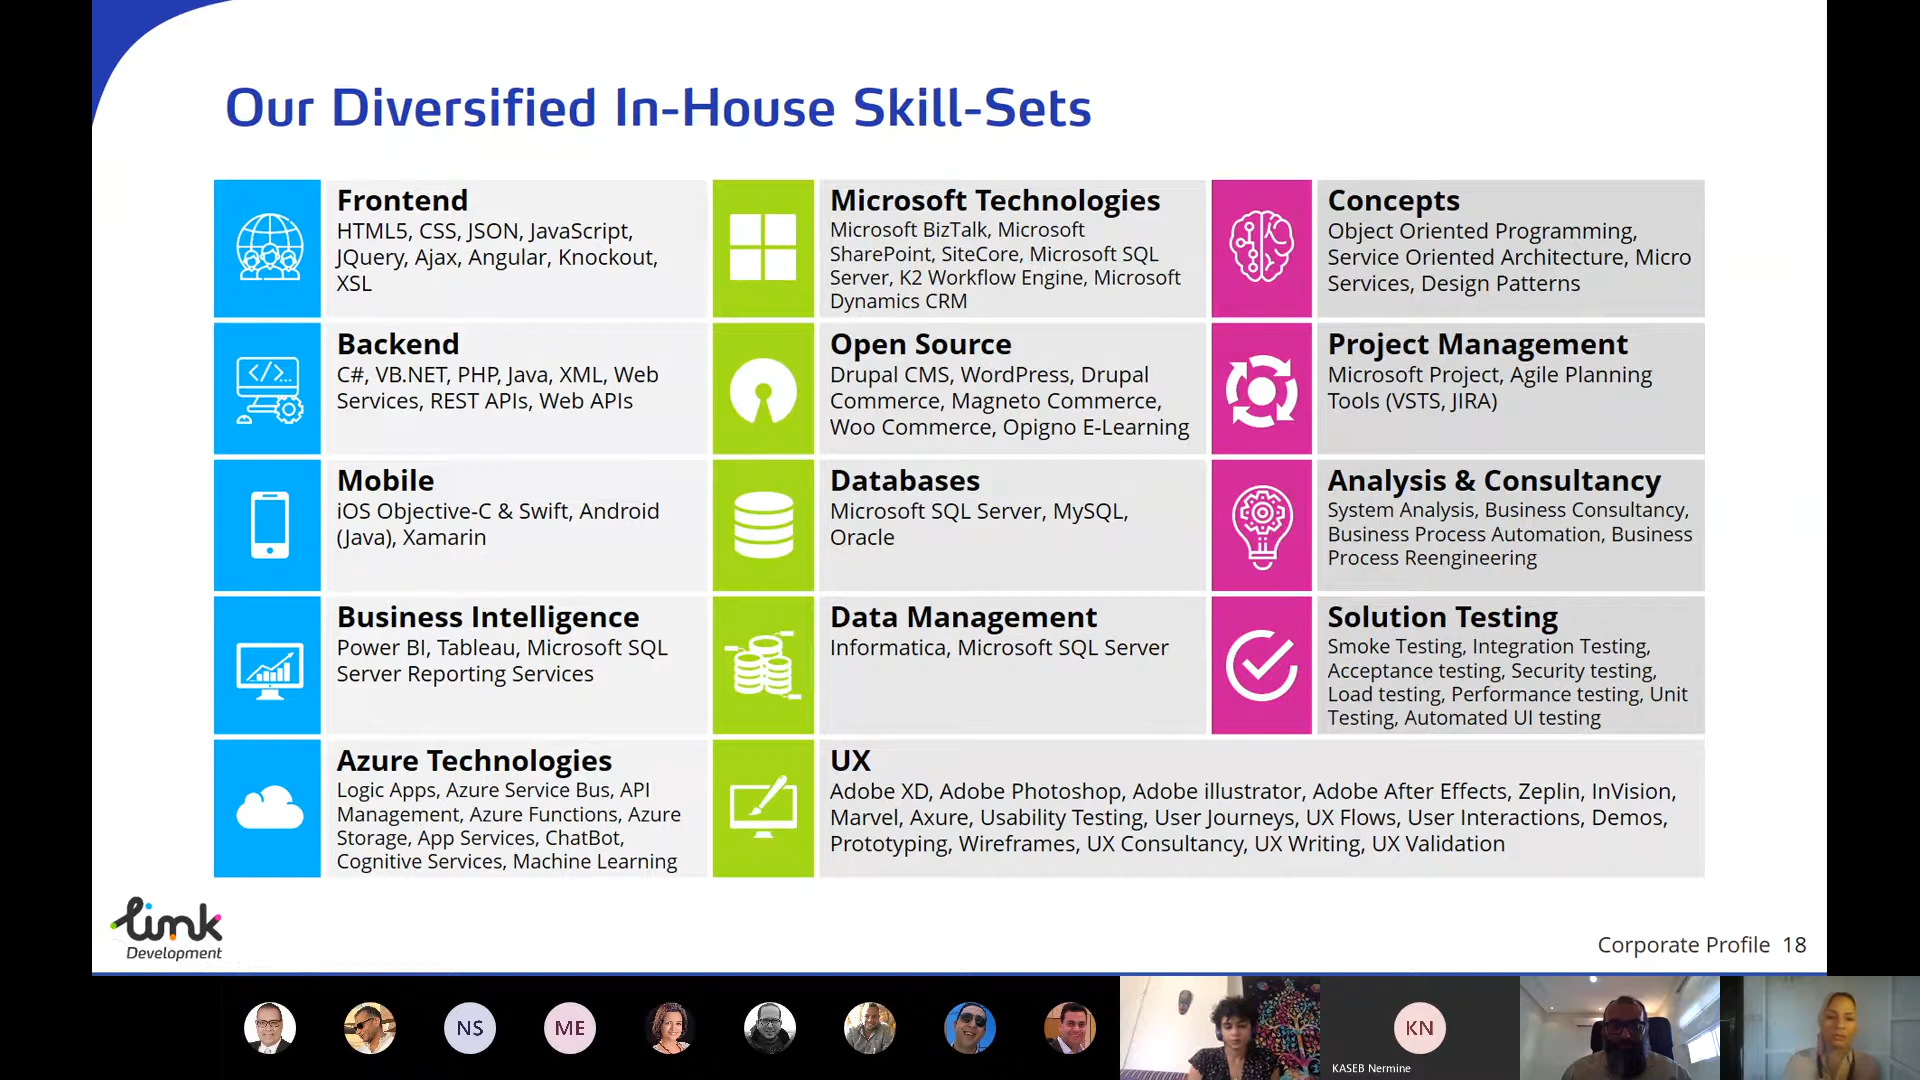 Our Diversified In-House Skill-Sets
Frontend
HTML5, CSS, JSON, JavaScript,
JQuery, Ajax, Angular, Knockout,
XSL
Microsoft Technologies
Microsoft BizTalk, Microsoft
SharePoint, SiteCore, Microsoft SQL
Server, K2 Workflow Engine, Microsoft
Dynamics CRM
Concepts
Object Oriented Programming,
Service Oriented Architecture, Micro
Services, Design Patterns
Backend
C#, VB.NET, PHP, Java, XML, Web
Services, REST APIs, Web APIs
Open Source
Drupal CMS, WordPress, Drupal
Commerce, Magneto Commerce,
Woo Commerce, Opigno E-Learning
Project Management
Microsoft Project, Agile Planning
Tools (VSTS, JIRA)
Mobile
iOS Objective-C & Swift, Android
(Java), Xamarin
Databases
Microsoft SQL Server, MySQL,
Oracle
Analysis & Consultancy
System Analysis, Business Consultancy,
Business Process Automation, Business
Process Reengineering
Business Intelligence
Power BI, Tableau, Microsoft SQL
Server Reporting Services
Data Management
Informatica, Microsoft SQL Server
Solution Testing
Smoke Testing, Integration Testing,
Acceptance testing, Security testing,
Load testing, Performance testing, Unit
Testing, Automated UI testing
Azure Technologies
Logic Apps, Azure Service Bus, API
Management, Azure Functions, Azure
Storage, App Services, ChatBot,
Cognitive Services, Machine Learning
UX
Adobe XD, Adobe Photoshop, Adobe illustrator, Adobe After Effects, Zeplin, InVision,
Marvel, Axure, Usability Testing, User Journeys, UX Flows, User Interactions, Demos,
Prototyping, Wireframes, UX Consultancy, UX Writing, UX Validation
link
Development
Corporate Profile 18
NS
ME
KN
KASEB Nermine